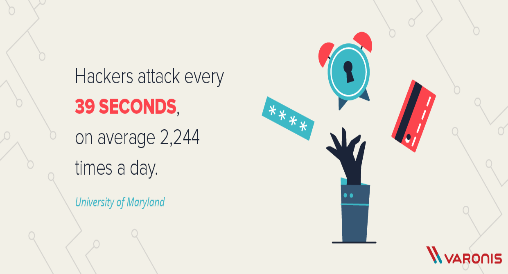 Hackers attack every
39 SECONDS,
on average 2,244
times a day.
University of Maryland
****
VARONIS